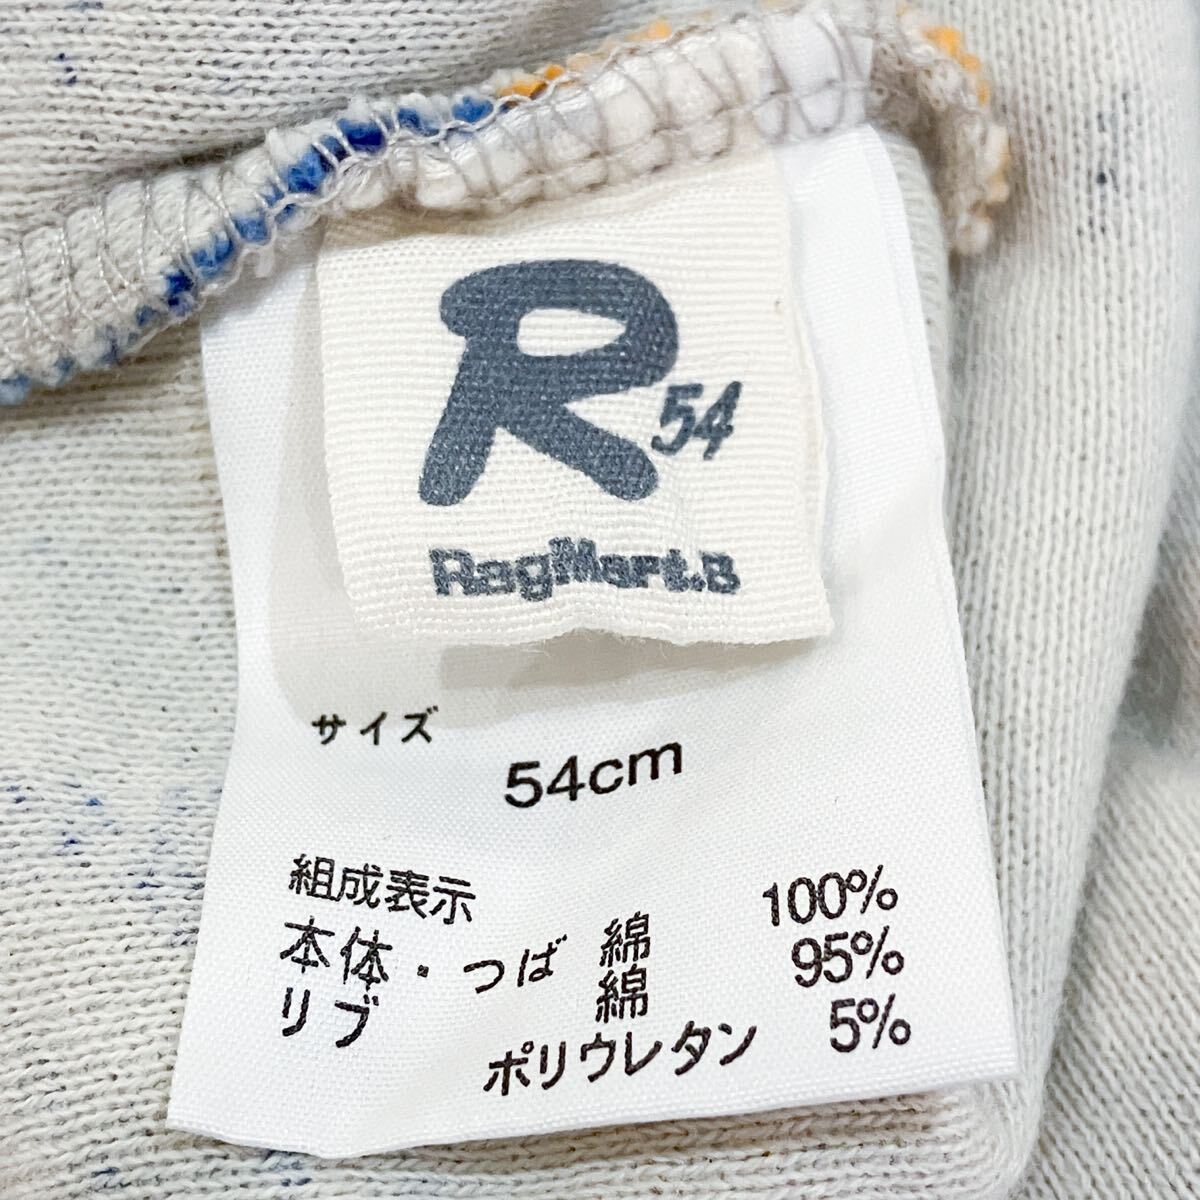 R 54
RagMart.B
サイズ
54cm
組成表示
本体・つば 綿 100%
リブ 綿 95%
ポリウレタン 5%